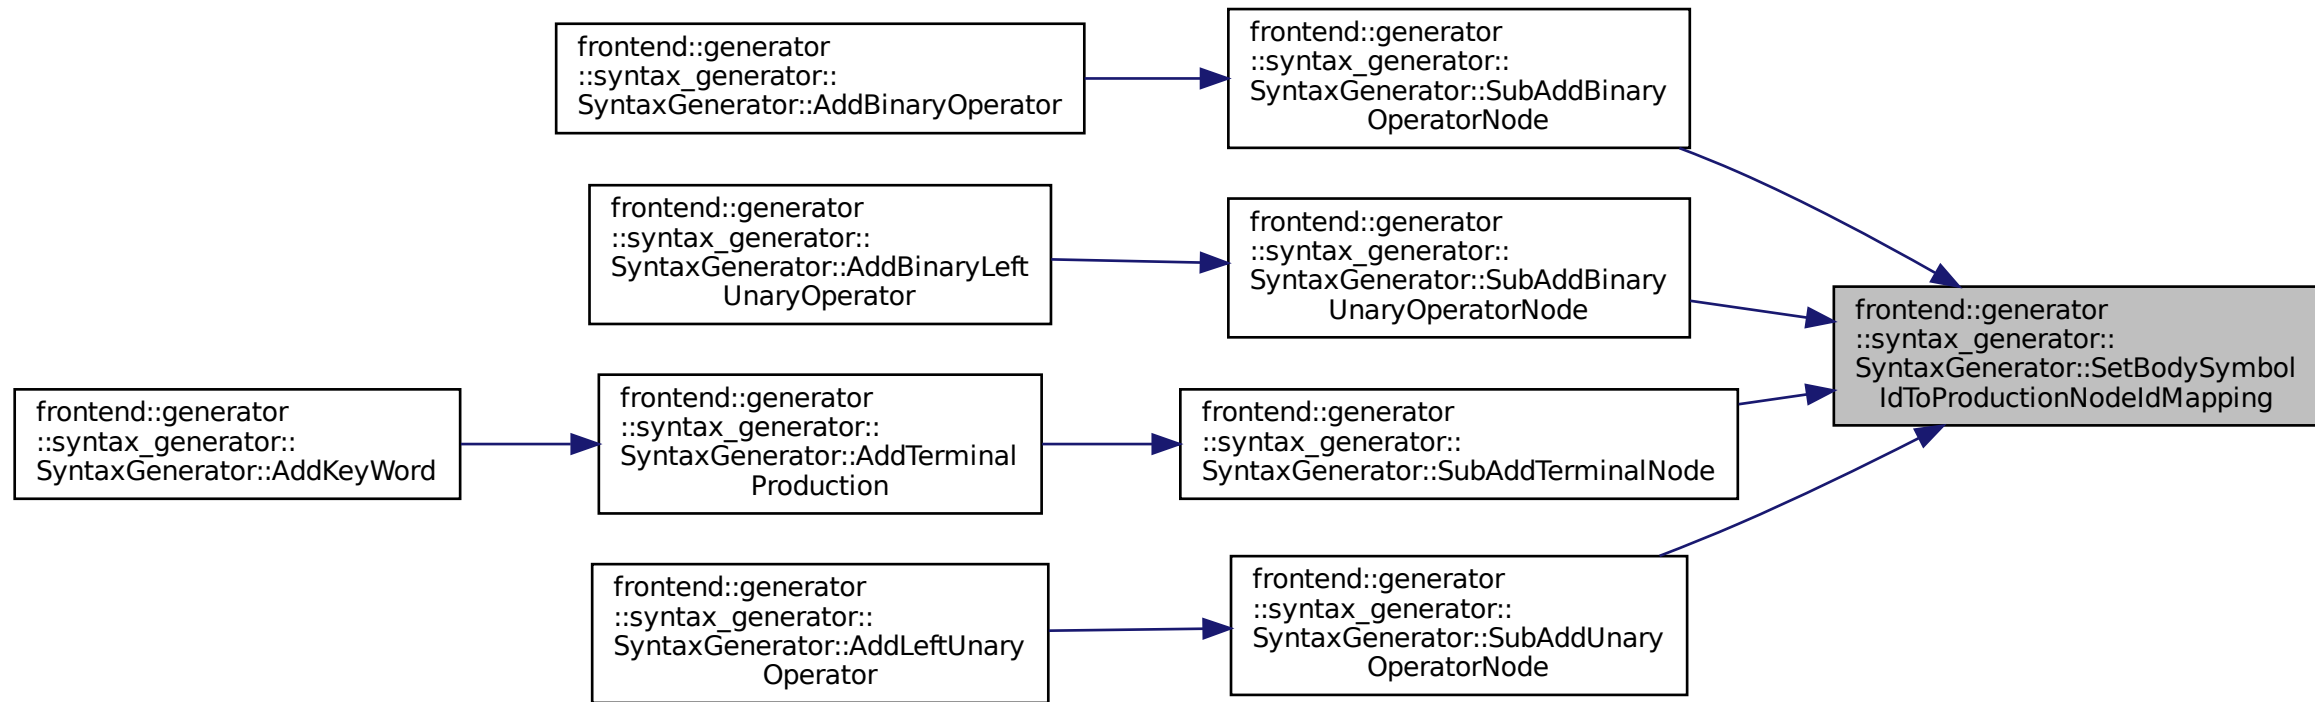 frontend::generator
::syntax_generator::
SyntaxGenerator::AddBinaryOperator
frontend::generator
::syntax_generator::
SyntaxGenerator::SubAddBinary
OperatorNode
frontend::generator
::syntax_generator::
SyntaxGenerator::AddBinaryLeft
UnaryOperator
frontend::generator
::syntax_generator::
SyntaxGenerator::SubAddBinary
UnaryOperatorNode
frontend::generator
::syntax_generator::
SyntaxGenerator::SetBodySymbol
IdToProductionNodeIdMapping
frontend::generator
::syntax_generator::
SyntaxGenerator::AddKeyWord
frontend::generator
::syntax_generator::
SyntaxGenerator::AddTerminal
Production
frontend::generator
::syntax_generator::
SyntaxGenerator::SubAddTerminalNode
frontend::generator
::syntax_generator::
SyntaxGenerator::AddLeftUnary
Operator
frontend::generator
::syntax_generator::
SyntaxGenerator::SubAddUnary
OperatorNode